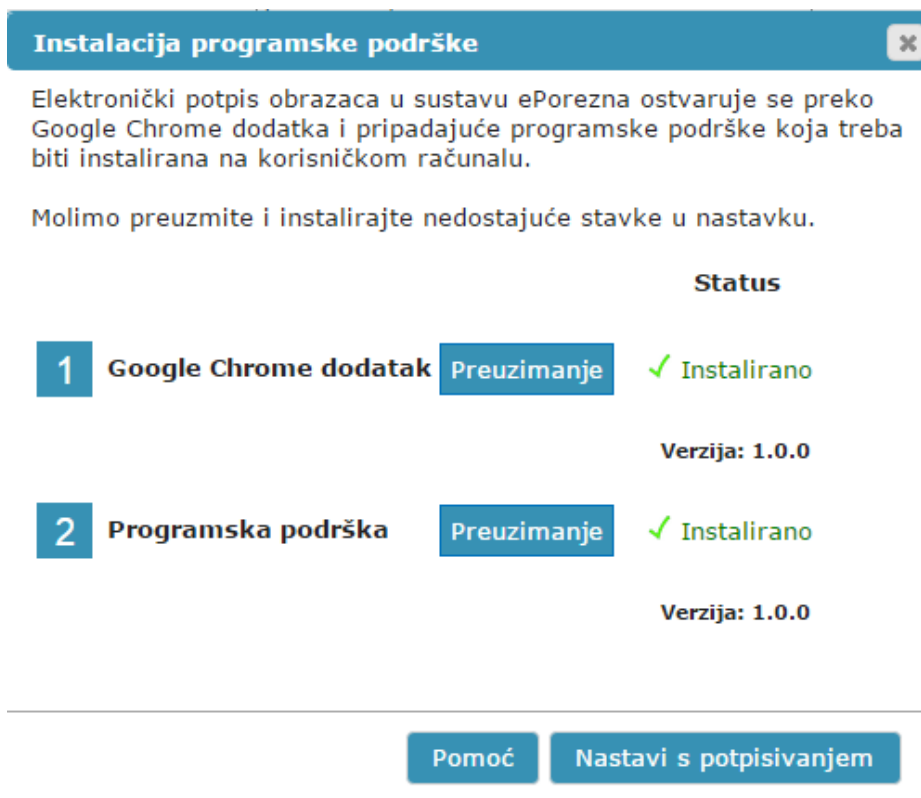 Instalacija programske podrške
Elektronički potpis obrazaca u sustavu ePorezna ostvaruje se preko
Google Chrome dodatka i pripadajuće programske podrške koja treba
biti instalirana na korisničkom računalu.
Molimo preuzmite i instalirajte nedostajuće stavke u nastavku.
Status
1 Google Chrome dodatak Preuzimanje Instalirano
Verzija: 1.0.0
2 Programska podrška Preuzimanje Instalirano
Verzija: 1.0.0
Pomoć Nastavi s potpisivanjem